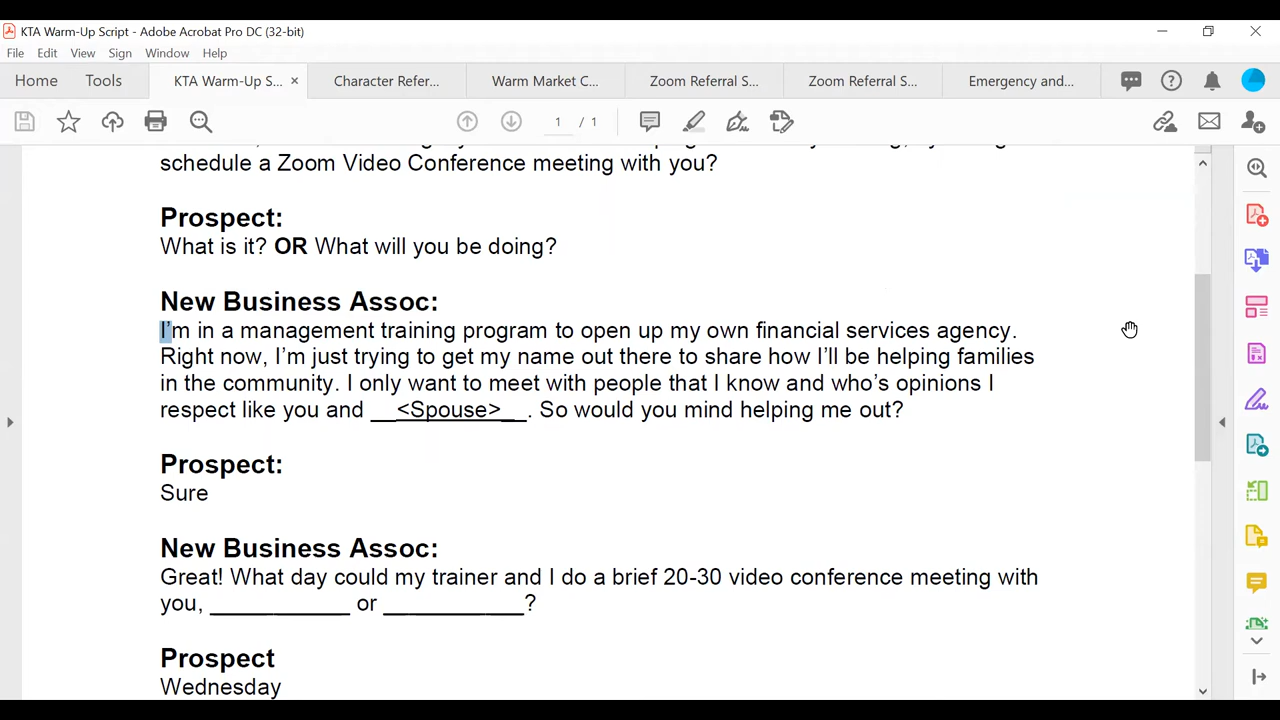 KTA Warm-Up Script - Adobe Acrobat Pro DC (32-bit)
File Edit View Sign Window Help
Home Tools KTA Warm-Up S... × Character Refer... Warm Market C... Zoom Referral S... Zoom Referral S... Emergency and...
1 / 1
schedule a Zoom Video Conference meeting with you?
Prospect:
What is it? OR What will you be doing?
New Business Assoc:
I'm in a management training program to open up my own financial services agency.
Right now, I'm just trying to get my name out there to share how I'll be helping families
in the community. I only want to meet with people that I know and who's opinions I
respect like you and __<Spouse>__. So would you mind helping me out?
Prospect:
Sure
New Business Assoc:
Great! What day could my trainer and I do a brief 20-30 video conference meeting with
you, ___________ or ___________?
Prospect
Wednesday